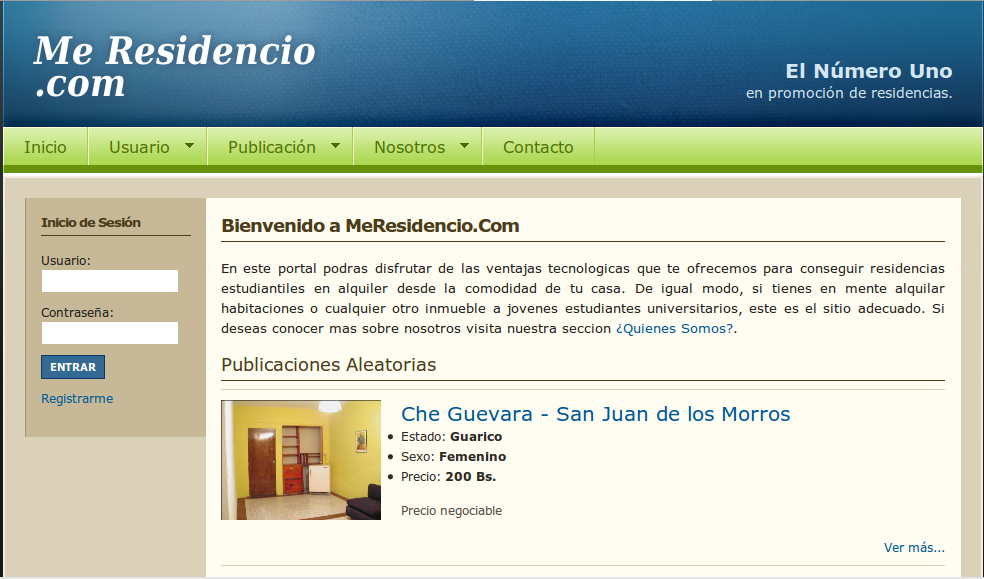 Me Residencio
.com
El Número Uno
en promoción de residencias.
Inicio
Usuario
Publicación
Nosotros
Contacto
Inicio de Sesión
Usuario:
Contraseña:
ENTRAR
Registrarme
Bienvenido a MeResidencio.Com
En este portal podras disfrutar de las ventajas tecnologicas que te ofrecemos para conseguir residencias
estudiantiles en alquiler desde la comodidad de tu casa. De igual modo, si tienes en mente alquilar
habitaciones o cualquier otro inmueble a jovenes estudiantes universitarios, este es el sitio adecuado. Si
deseas conocer mas sobre nosotros visita nuestra seccion ¿Quienes Somos?.
Publicaciones Aleatorias
Che Guevara - San Juan de los Morros
Estado: Guarico
Sexo: Femenino
Precio: 200 Bs.
Precio negociable
Ver más...